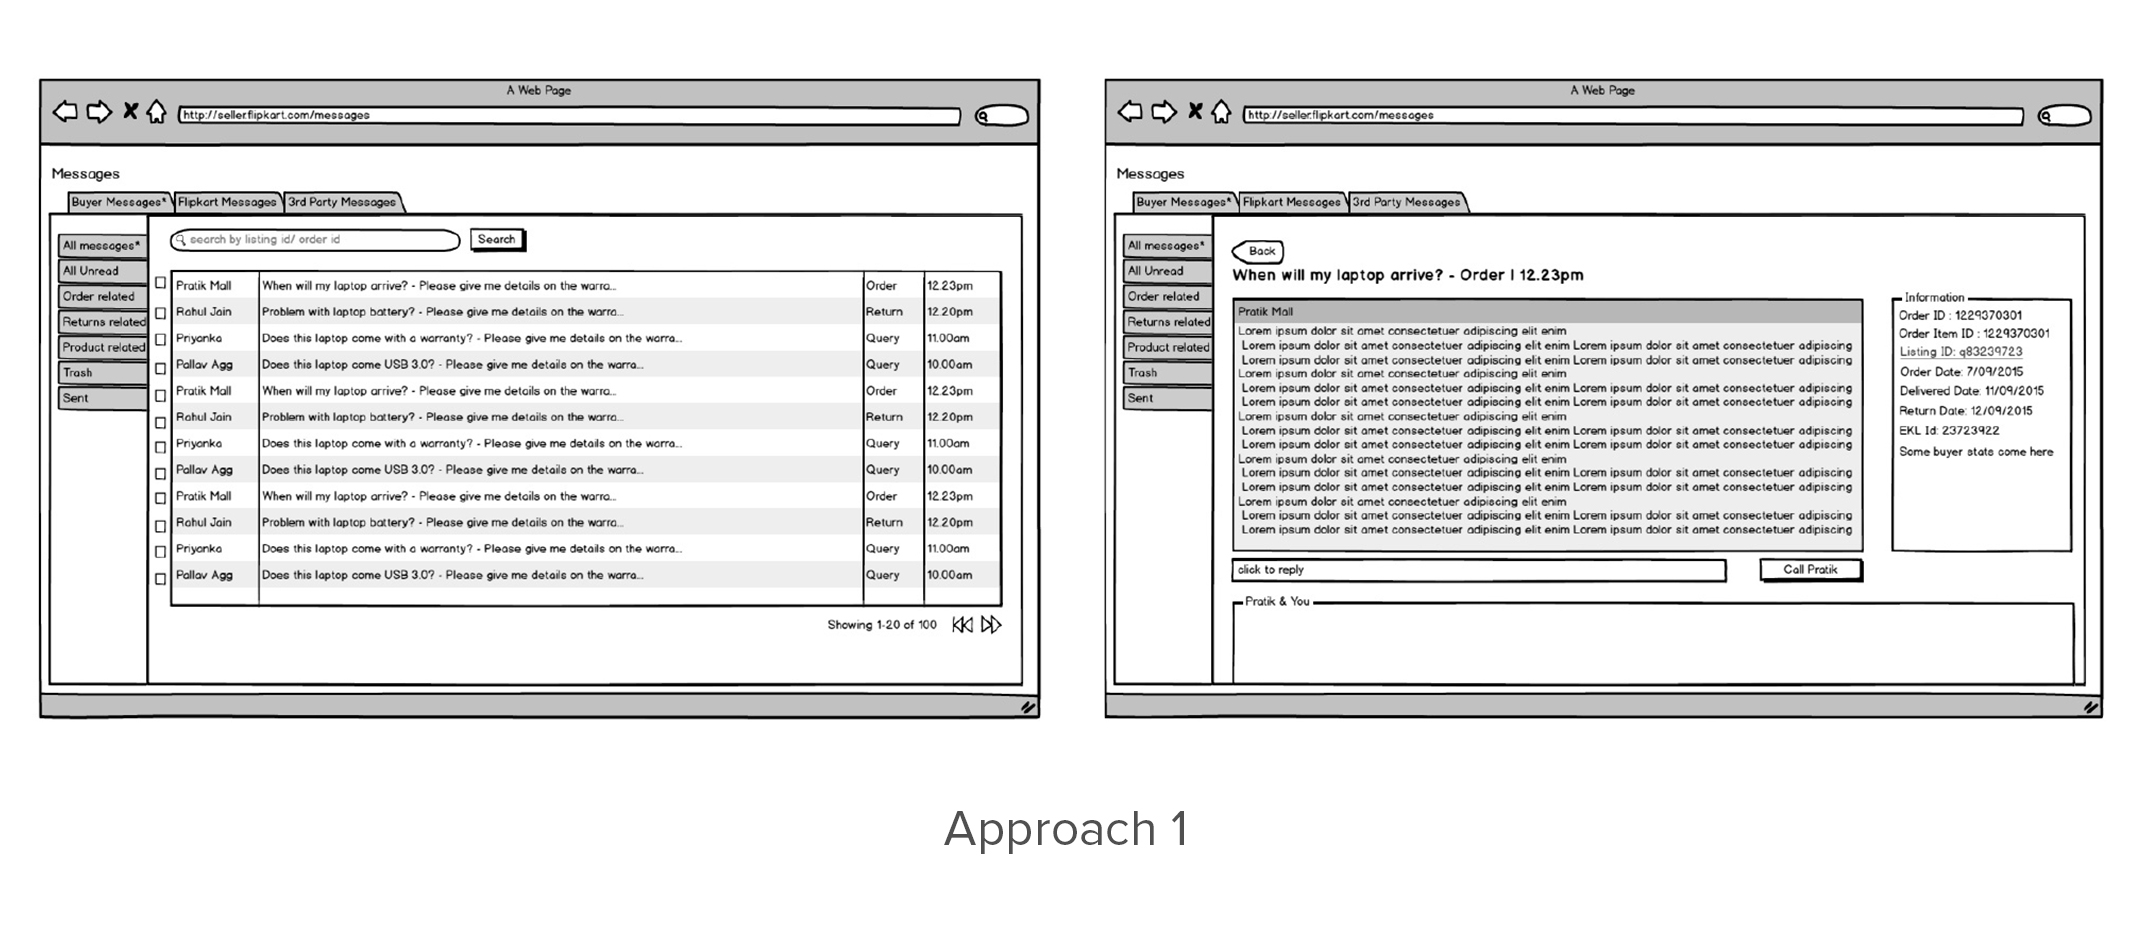 A Web Page
http://seller.flipkart.com/messages
Messages
Buyer Messages* Flipkart Messages 3rd Party Messages
All messages*
All Unread
Order related
Returns related
Product related
Trash
Sent
search by listing id/ order id Search
Pratik Mall When will my laptop arrive? - Please give me details on the warra... Order 12.23pm
Rahul Jain Problem with laptop battery? - Please give me details on the warra... Return 12.20pm
Priyanka Does this laptop come with a warranty? - Please give me details on the warra... Query 11.00am
Pallav Agg Does this laptop come USB 3.0? - Please give me details on the warra... Query 10.00am
Pratik Mall When will my laptop arrive? - Please give me details on the warra... Order 12.23pm
Rahul Jain Problem with laptop battery? - Please give me details on the warra... Return 12.20pm
Priyanka Does this laptop come with a warranty? - Please give me details on the warra... Query 11.00am
Pallav Agg Does this laptop come USB 3.0? - Please give me details on the warra... Query 10.00am
Pratik Mall When will my laptop arrive? - Please give me details on the warra... Order 12.23pm
Rahul Jain Problem with laptop battery? - Please give me details on the warra... Return 12.20pm
Priyanka Does this laptop come with a warranty? - Please give me details on the warra... Query 11.00am
Pallav Agg Does this laptop come USB 3.0? - Please give me details on the warra... Query 10.00am
Showing 1-20 of 100
A Web Page
http://seller.flipkart.com/messages
Messages
Buyer Messages* Flipkart Messages 3rd Party Messages
All messages*
All Unread
Order related
Returns related
Product related
Trash
Sent
Back
When will my laptop arrive? - Order | 12.23pm
Pratik Mall
Lorem ipsum dolor sit amet consectetuer adipiscing elit enim
Lorem ipsum dolor sit amet consectetuer adipiscing elit enim Lorem ipsum dolor sit amet consectetuer adipiscing
Lorem ipsum dolor sit amet consectetuer adipiscing elit enim Lorem ipsum dolor sit amet consectetuer adipiscing
Lorem ipsum dolor sit amet consectetuer adipiscing elit enim
Lorem ipsum dolor sit amet consectetuer adipiscing elit enim Lorem ipsum dolor sit amet consectetuer adipiscing
Lorem ipsum dolor sit amet consectetuer adipiscing elit enim Lorem ipsum dolor sit amet consectetuer adipiscing
Lorem ipsum dolor sit amet consectetuer adipiscing elit enim
Lorem ipsum dolor sit amet consectetuer adipiscing elit enim Lorem ipsum dolor sit amet consectetuer adipiscing
Lorem ipsum dolor sit amet consectetuer adipiscing elit enim Lorem ipsum dolor sit amet consectetuer adipiscing
Lorem ipsum dolor sit amet consectetuer adipiscing elit enim
Lorem ipsum dolor sit amet consectetuer adipiscing elit enim Lorem ipsum dolor sit amet consectetuer adipiscing
Lorem ipsum dolor sit amet consectetuer adipiscing elit enim Lorem ipsum dolor sit amet consectetuer adipiscing
Lorem ipsum dolor sit amet consectetuer adipiscing elit enim
Lorem ipsum dolor sit amet consectetuer adipiscing elit enim Lorem ipsum dolor sit amet consectetuer adipiscing
Lorem ipsum dolor sit amet consectetuer adipiscing elit enim Lorem ipsum dolor sit amet consectetuer adipiscing
Information
Order ID : 1229370301
Order Item ID : 1229370301
Listing ID: q83239723
Order Date: 7/09/2015
Delivered Date: 11/09/2015
Return Date: 12/09/2015
EKL Id: 23723922
Some buyer stats come here
click to reply Call Pratik
Pratik & You
Approach 1